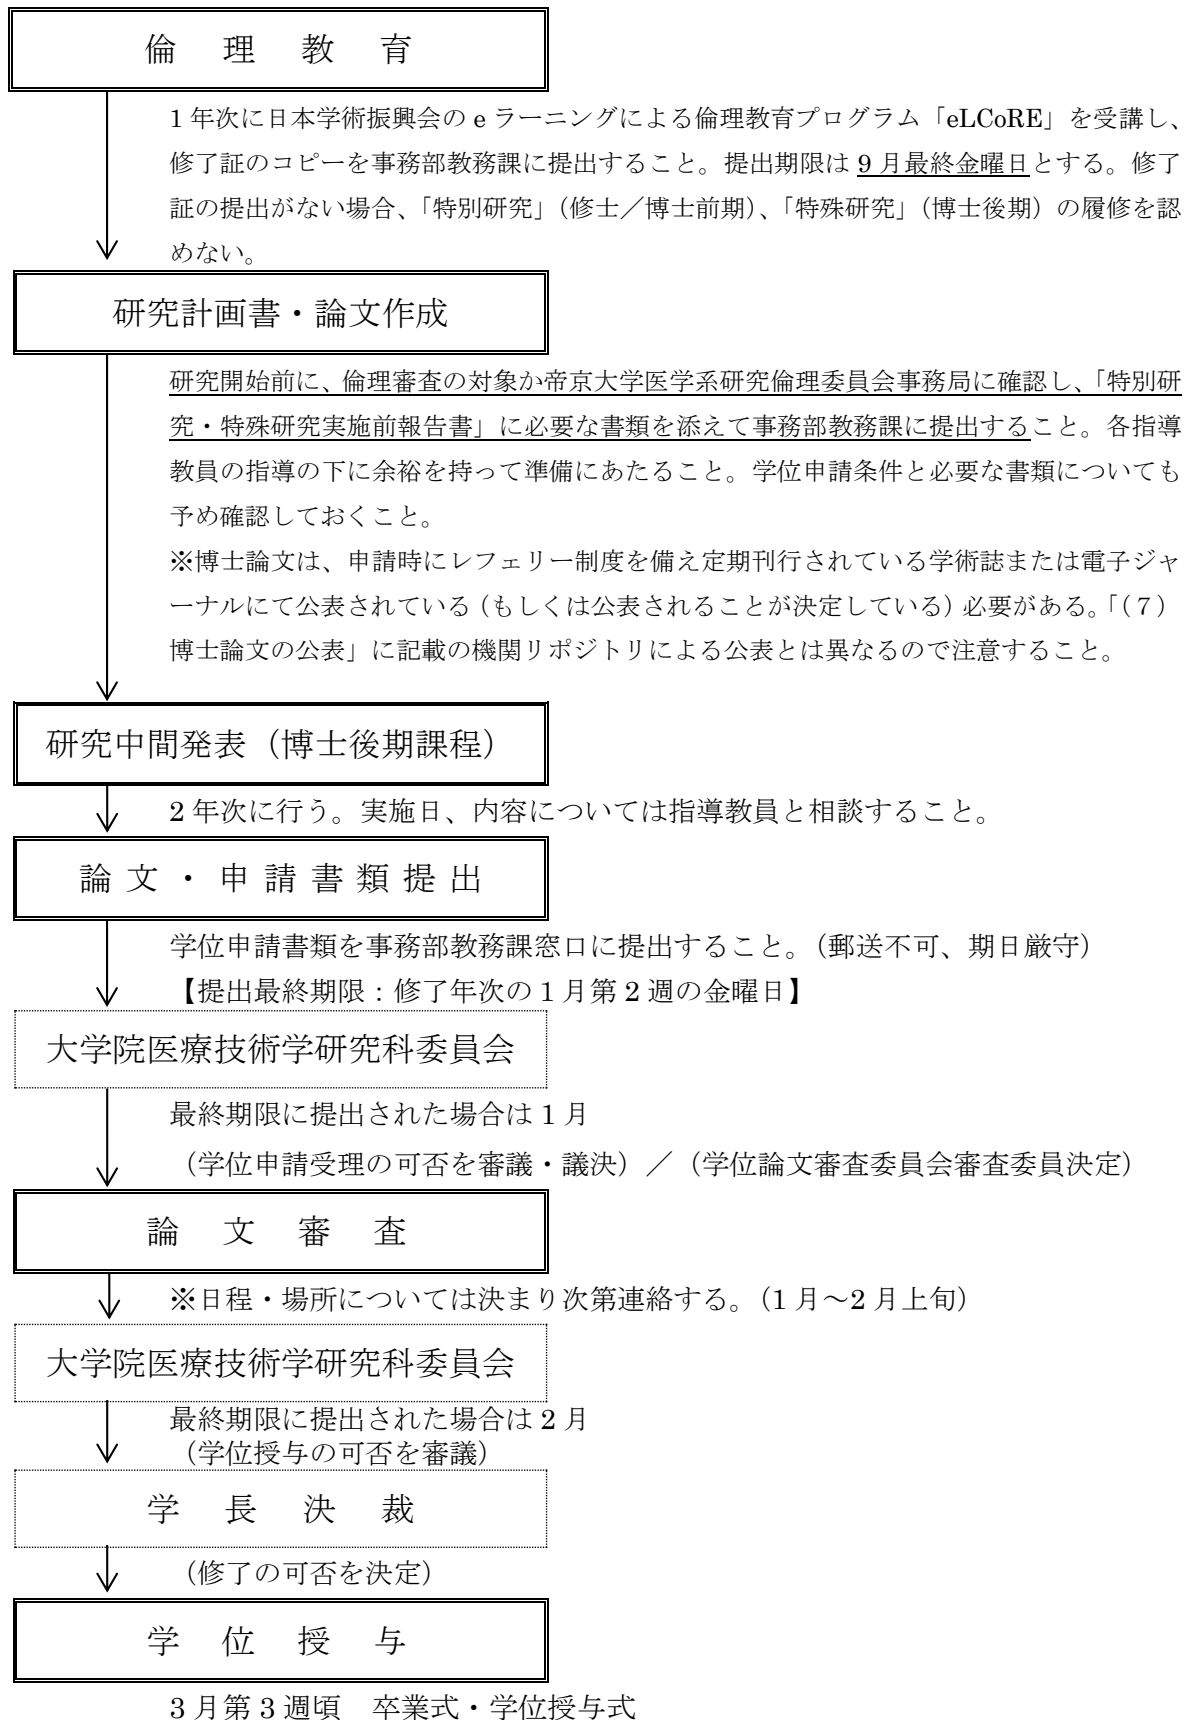 倫理教育
1年次に日本学術振興会のeラーニングによる倫理教育プログラム「eLCoRE」を受講し、
修了証のコピーを事務部教務課に提出すること。提出期限は9月最終金曜日とする。修了
証の提出がない場合、「特別研究」（修士／博士前期）、「特殊研究」（博士後期）の履修を認
めない。
研究計画書・論文作成
研究開始前に、倫理審査の対象か帝京大学医学系研究倫理委員会事務局に確認し、「特別研
究・特殊研究実施前報告書」に必要な書類を添えて事務部教務課に提出すること。各指導
教員の指導の下に余裕を持って準備にあたること。学位申請条件と必要な書類についても
予め確認しておくこと。
※博士論文は、申請時にレフェリー制度を備え定期刊行されている学術誌または電子ジャ
ーナルにて公表されている（もしくは公表されることが決定している）必要がある。「（７）
博士論文の公表」に記載の機関リポジトリによる公表とは異なるので注意すること。
研究中間発表（博士後期課程）
2年次に行う。実施日、内容については指導教員と相談すること。
論文・申請書類提出
学位申請書類を事務部教務課窓口に提出すること。（郵送不可、期日厳守）
【提出最終期限：修了年次の1月第2週の金曜日】
大学院医療技術学研究科委員会
最終期限に提出された場合は1月
（学位申請受理の可否を審議・議決）／（学位論文審査委員会審査委員決定）
論文審査
※日程・場所については決まり次第連絡する。（1月～2月上旬）
大学院医療技術学研究科委員会
最終期限に提出された場合は2月
（学位授与の可否を審議）
学長決裁
（修了の可否を決定）
学位授与
3月第3週頃　卒業式・学位授与式